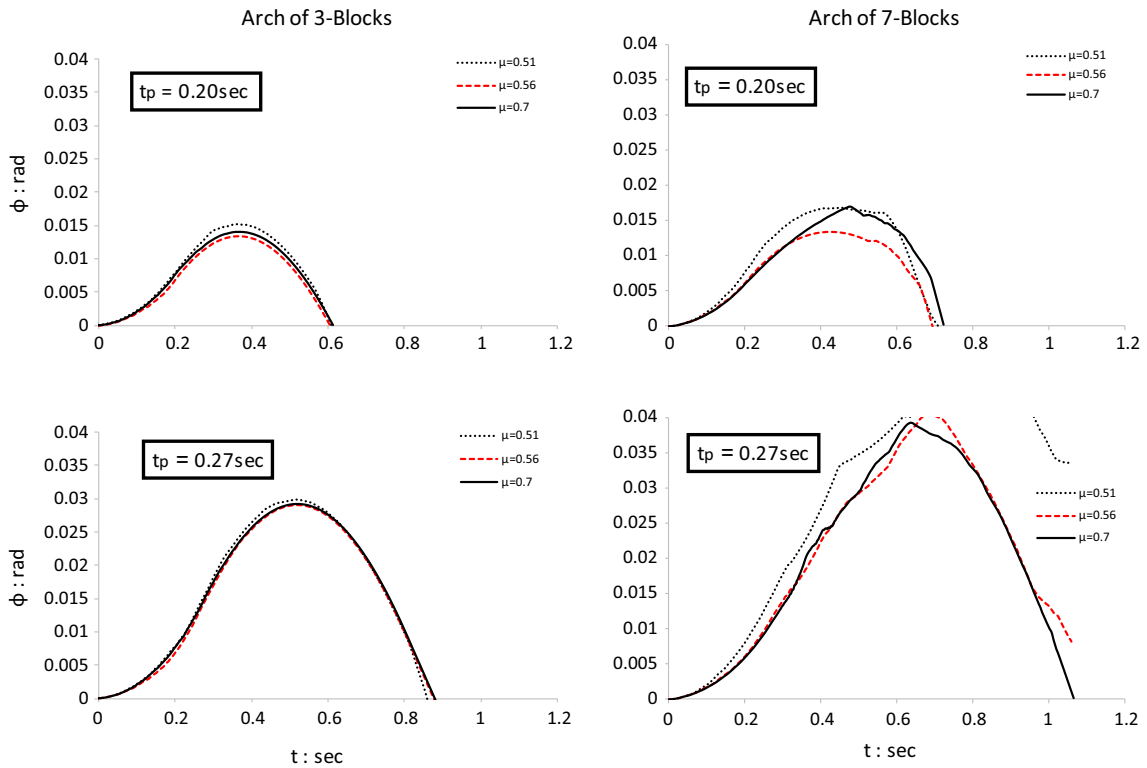 Arch of 3-Blocks
Arch of 7-Blocks
0.04
0.035
0.03
0.025
0.02
0.015
0.01
0.005
0
ϕ : rad
tp = 0.20sec
μ=0.51
μ=0.56
μ=0.7
0 0.2 0.4 0.6 0.8 1 1.2
0.04
0.035
0.03
0.025
0.02
0.015
0.01
0.005
0
tp = 0.20sec
μ=0.51
μ=0.56
μ=0.7
0 0.2 0.4 0.6 0.8 1 1.2
0.04
0.035
0.03
0.025
0.02
0.015
0.01
0.005
0
ϕ : rad
tp = 0.27sec
μ=0.51
μ=0.56
μ=0.7
0 0.2 0.4 0.6 0.8 1 1.2
t : sec
0.04
0.035
0.03
0.025
0.02
0.015
0.01
0.005
0
tp = 0.27sec
μ=0.51
μ=0.56
μ=0.7
0 0.2 0.4 0.6 0.8 1 1.2
t : sec